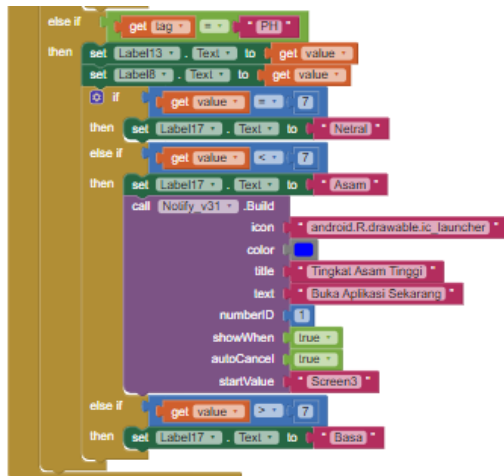 else if get tag = " PH "
then set Label13 . Text to get value
set Label8 . Text to get value
if get value = 7
then set Label17 . Text to " Netral "
else if get value < 7
then set Label17 . Text to " Asam "
call Notify_v31 .Build
icon " android.R.drawable.ic_launcher "
color
title " Tingkat Asam Tinggi "
text " Buka Aplikasi Sekarang "
numberID 1
showWhen true
autoCancel true
startValue " Screen3 "
else if get value > 7
then set Label17 . Text to " Basa "